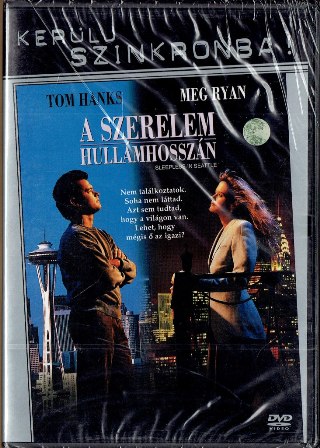 KERÜLJ
SZINKRONBA!
TOM HANKS MEG RYAN
A SZERELEM
HULLÁMHOSSZÁN
SLEEPLESS IN SEATTLE
Nem találkoztatok.
Soha nem láttad.
Azt sem tudtad,
hogy a világon van.
Lehet, hogy
mégis ő az igazi?
DVD
VIDEO